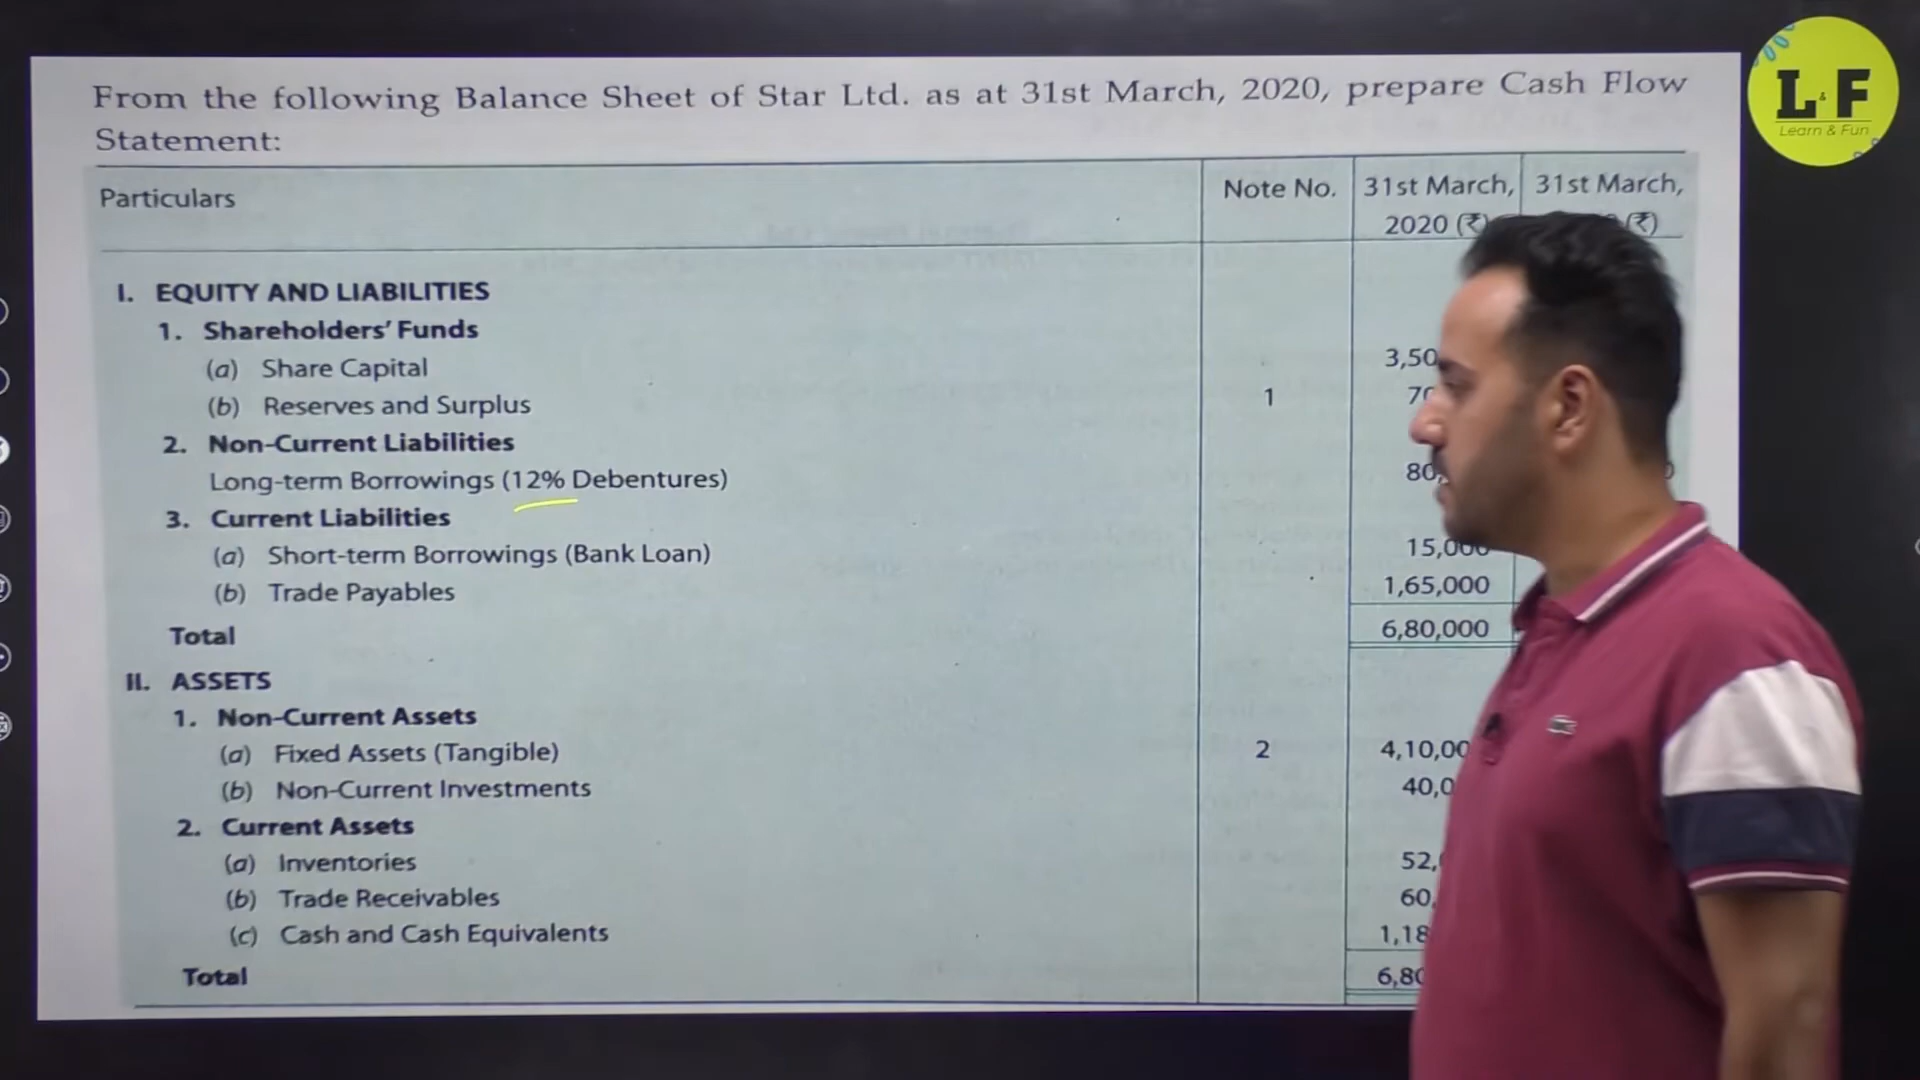 From the following Balance Sheet of Star Ltd. as at 31st March, 2020, prepare Cash Flow
Statement:
Particulars Note No. 31st March, 31st March,
2020 (₹) (₹)
I. EQUITY AND LIABILITIES
1. Shareholders' Funds
(a) Share Capital 3,50
(b) Reserves and Surplus 1 70
2. Non-Current Liabilities
Long-term Borrowings (12% Debentures) 80,
3. Current Liabilities
(a) Short-term Borrowings (Bank Loan) 15,000
(b) Trade Payables 1,65,000
Total 6,80,000
II. ASSETS
1. Non-Current Assets
(a) Fixed Assets (Tangible) 2 4,10,00
(b) Non-Current Investments 40,0
2. Current Assets
(a) Inventories 52,
(b) Trade Receivables 60,
(c) Cash and Cash Equivalents 1,18
Total 6,80
L&F
Learn & Fun